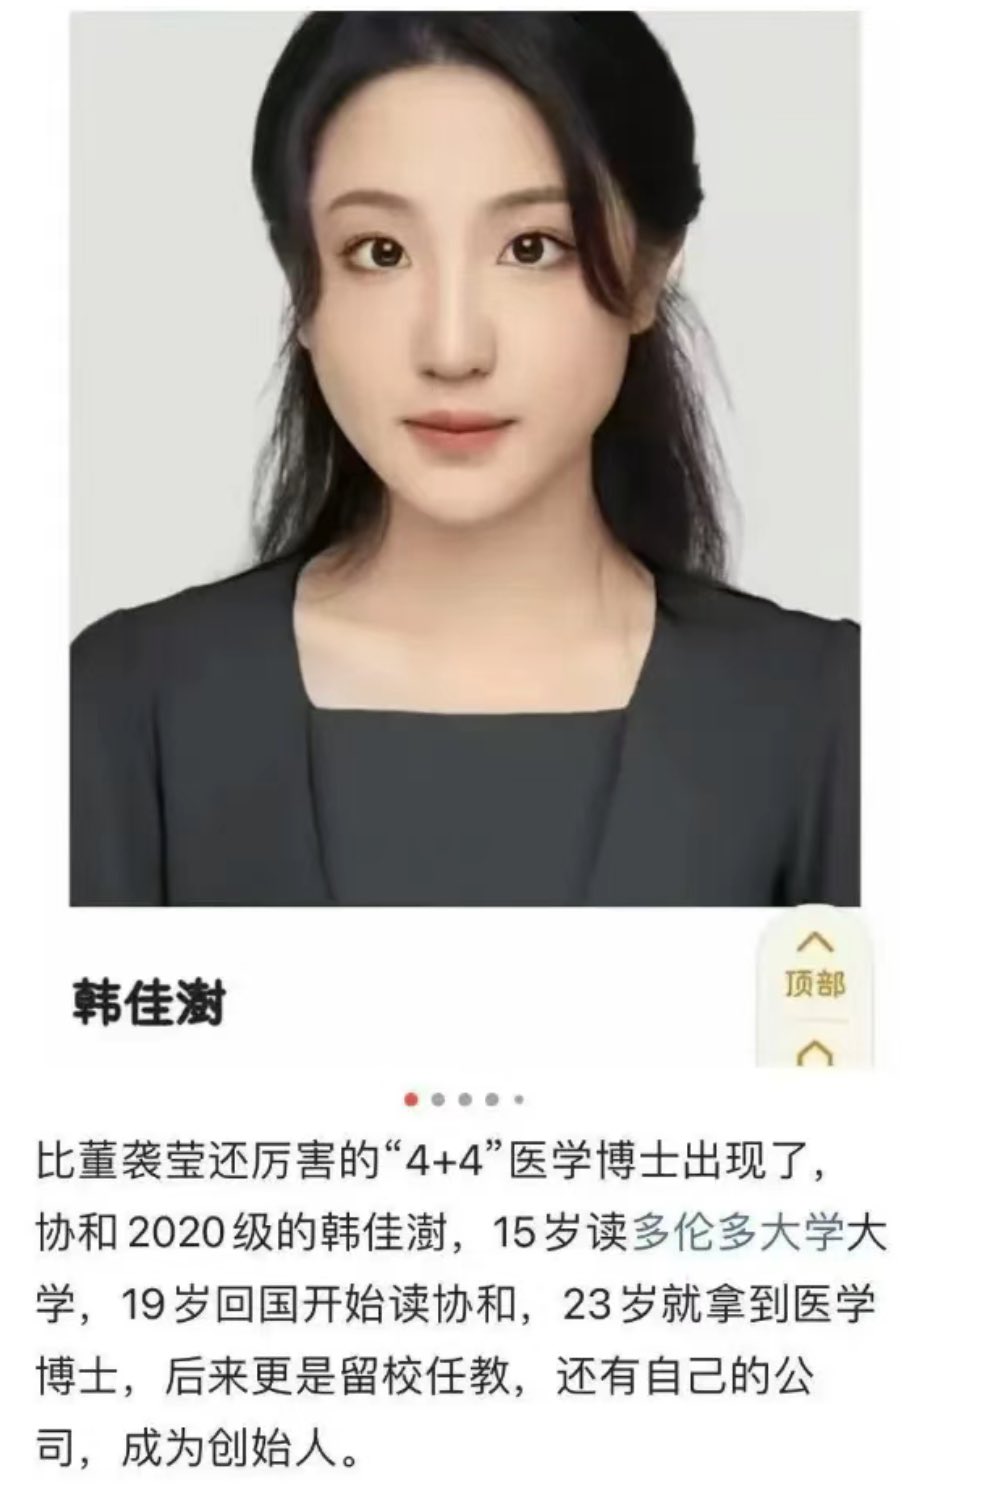 顶部
韩佳澍
比董袭莹还厉害的“4+4”医学博士出现了，
协和2020级的韩佳澍，15岁读多伦多大学大
学，19岁回国开始读协和，23岁就拿到医学
博士，后来更是留校任教，还有自己的公
司，成为创始人。